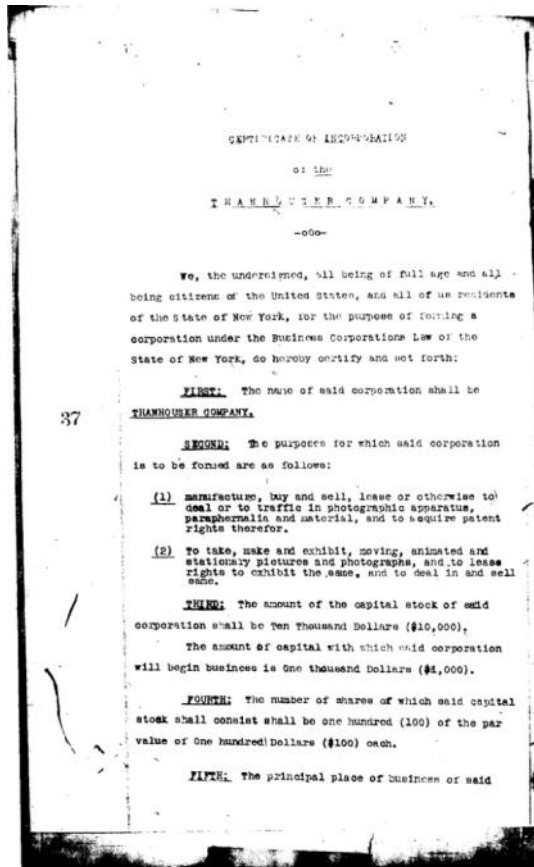 CERTIFICATE OF INCORPORATION
of the
THANHOUSER COMPANY.
-o0o-
We, the undersigned, all being of full age and all
being citizens of the United States, and all of us residents
of the State of New York, for the purpose of forming a
corporation under the Business Corporations Law of the
State of New York, do hereby certify and set forth:
FIRST: The name of said corporation shall be
THANHOUSER COMPANY.
37
SECOND: The purposes for which said corporation
is to be formed are as follows:
(1) manufacture, buy and sell, lease or otherwise to
deal or to traffic in photographic apparatus,
paraphernalia and material, and to acquire patent
rights therefor.
(2) To take, make and exhibit, moving, animated and
stationary pictures and photographs, and to lease
rights to exhibit the same, and to deal in and sell
same.
THIRD: The amount of the capital stock of said
corporation shall be Ten Thousand Dollars ($10,000).
The amount of capital with which said corporation
will begin business is One thousand Dollars ($1,000).
FOURTH: The number of shares of which said capital
stock shall consist shall be one hundred (100) of the par
value of One hundred Dollars ($100) each.
FIFTH: The principal place of business of said